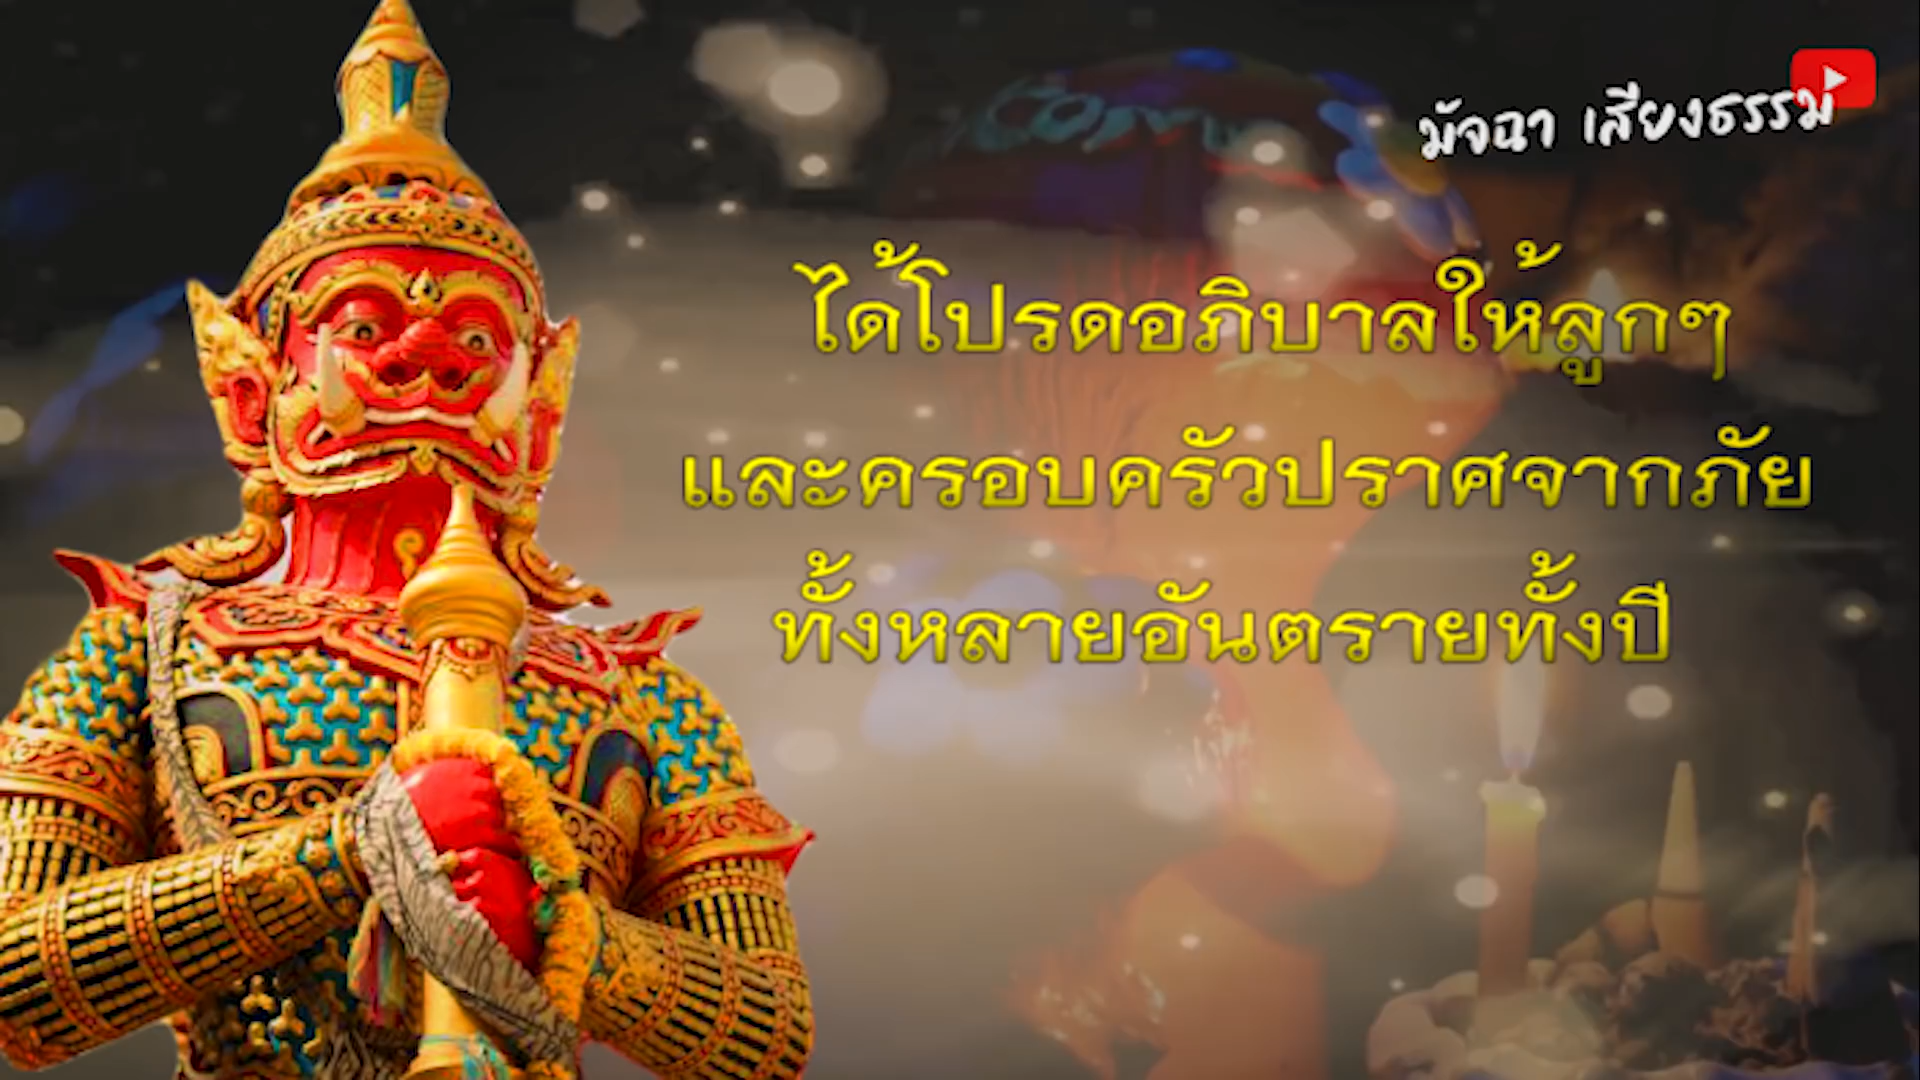 มัจฉา เสียงธรรม
ได้โปรดอภิบาลให้ลูกๆ
และครอบครัวปราศจากภัย
ทั้งหลายอันตรายทั้งปี